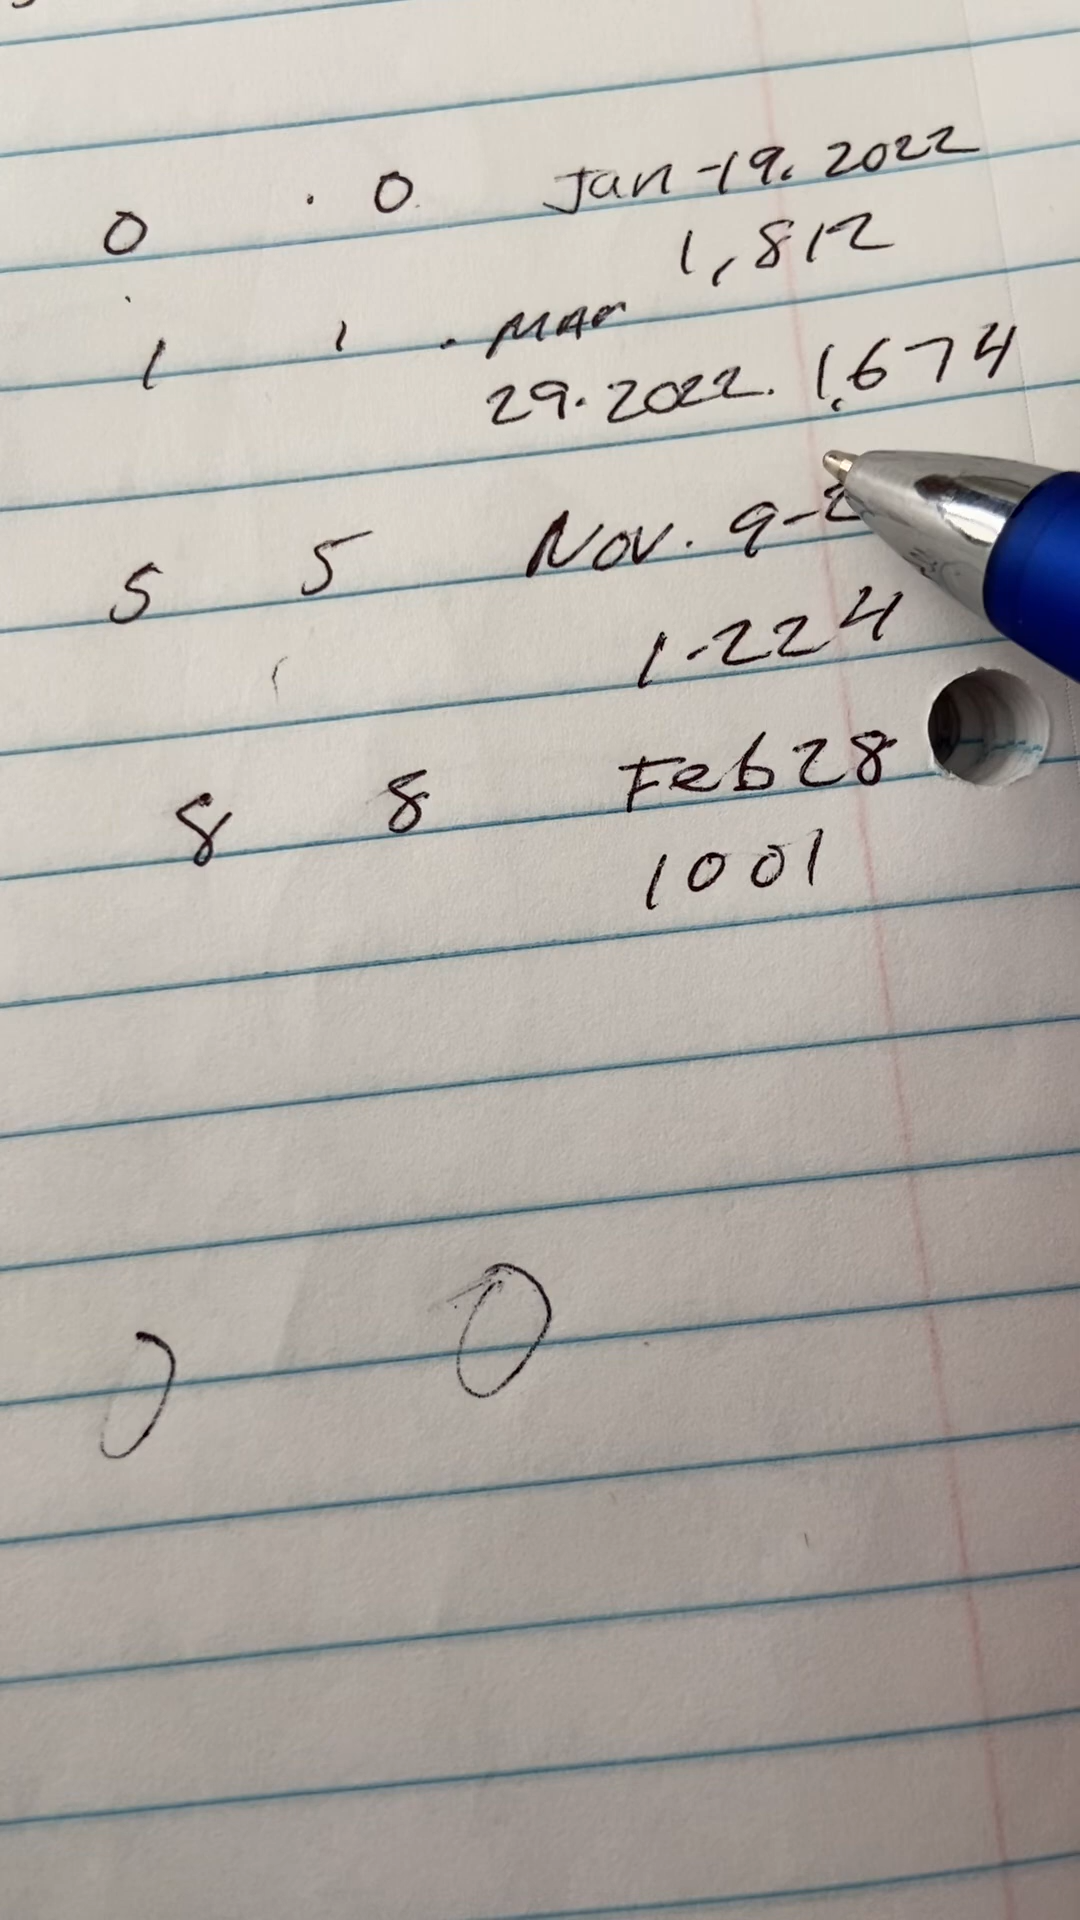 0 . 0 Jan-19. 2022
1,812
1 1 . Mar
29. 2022. 1,674
5 5 Nov. 9-
1-224
8 8 Feb 28
1001
0 0